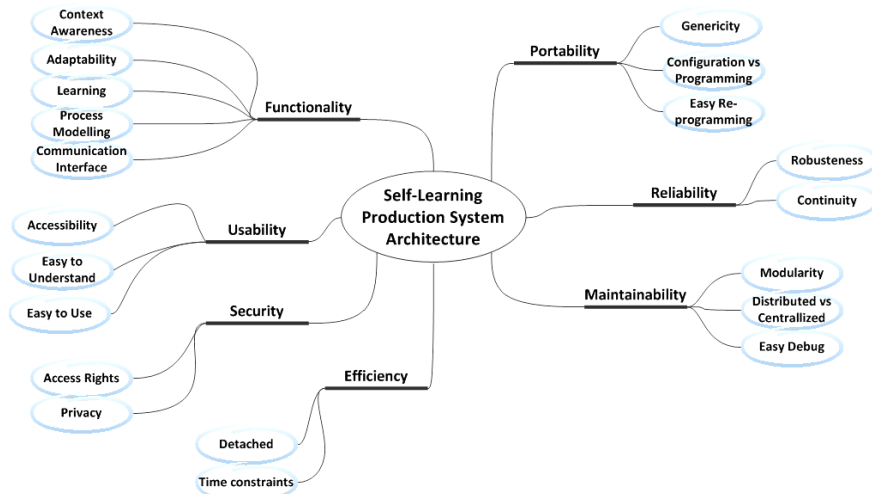 Context
Awareness
Adaptability
Learning
Process
Modelling
Communication
Interface
Functionality
Accessibility
Easy to
Understand
Easy to Use
Usability
Access Rights
Privacy
Security
Detached
Time constraints
Efficiency
Self-Learning
Production System
Architecture
Portability
Genericity
Configuration vs
Programming
Easy Re-
programming
Reliability
Robusteness
Continuity
Maintainability
Modularity
Distributed vs
Centrallized
Easy Debug